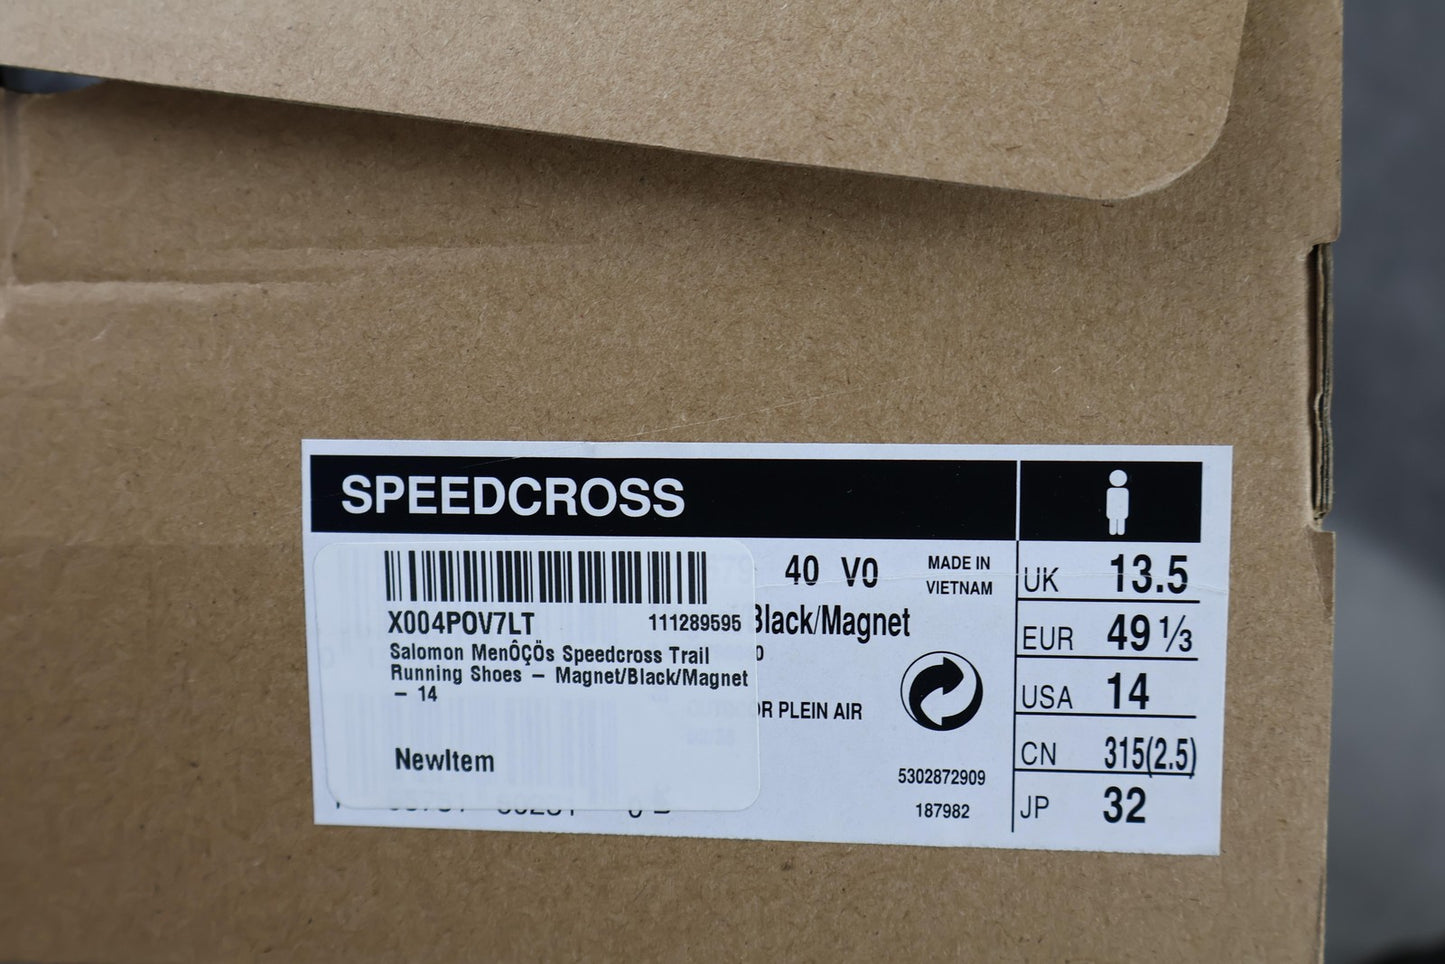 SPEEDCROSS
X004POV7LT 111289595
Salomon MenÔÇÖs Speedcross Trail
Running Shoes – Magnet/Black/Magnet
– 14
NewItem
40 V0
MADE IN
VIETNAM
Black/Magnet
PLEIN AIR
5302872909
187982
UK 13.5
EUR 49 1/3
USA 14
CN 315(2.5)
JP 32